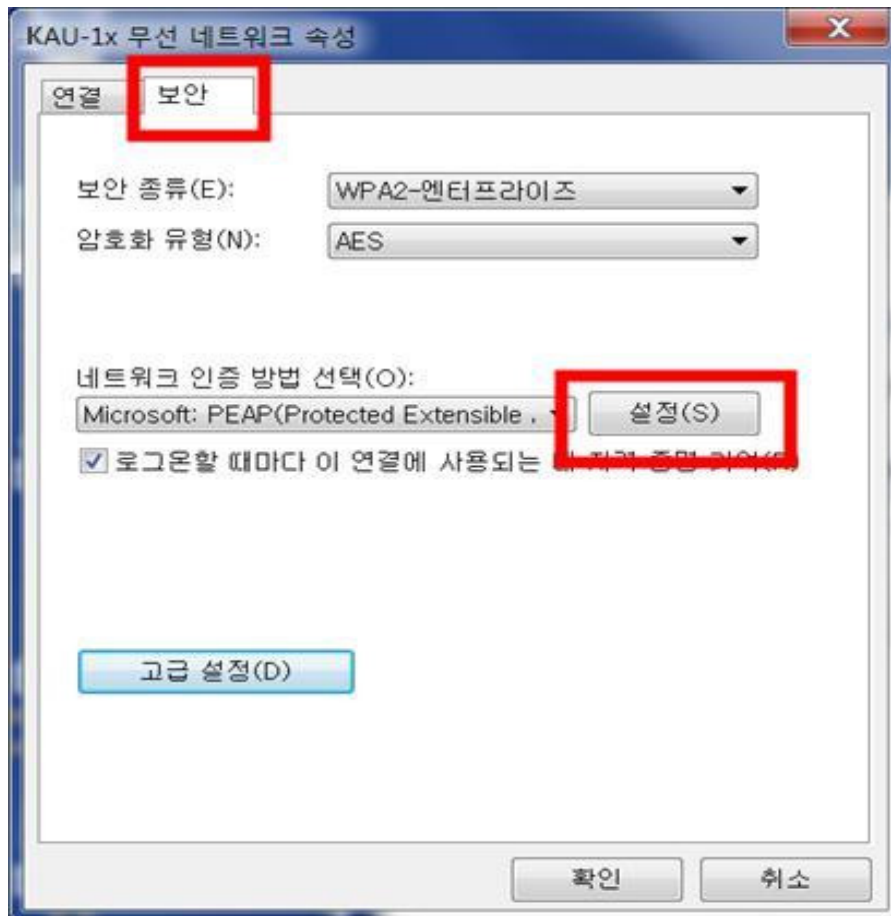 KAU-1x 무선 네트워크 속성
연결 보안
보안 종류(E): WPA2-엔터프라이즈
암호화 유형(N): AES
네트워크 인증 방법 선택(O):
Microsoft: PEAP(Protected Extensible . 설정(S)
로그온할 때마다 이 연결에 사용되는
고급 설정(D)
확인 취소